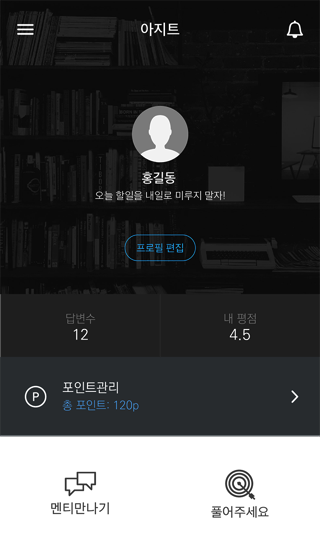 아지트
홍길동
오늘 할일을 내일로 미루지 말자!
프로필 편집
답변수
내 평점
12
4.5
P
포인트관리
총 포인트: 120p
멘티만나기
풀어주세요